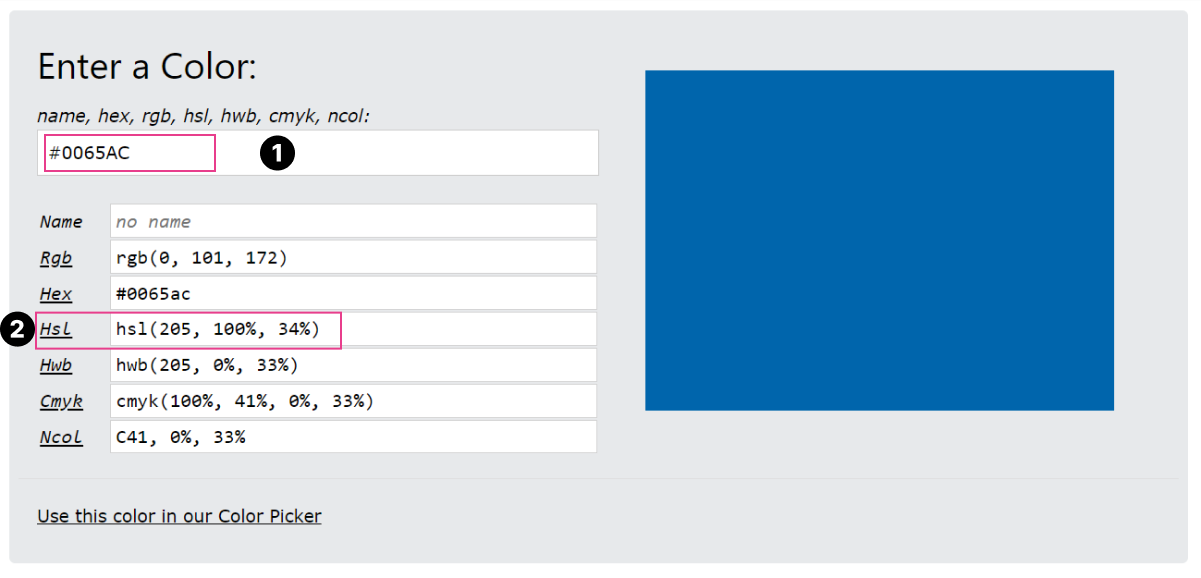 Enter a Color:
name, hex, rgb, hsl, hwb, cmyk, ncol:
#0065AC 1
Name no name
Rgb rgb(0, 101, 172)
Hex #0065ac
2 Hsl hsl(205, 100%, 34%)
Hwb hwb(205, 0%, 33%)
Cmyk cmyk(100%, 41%, 0%, 33%)
Ncol C41, 0%, 33%
Use this color in our Color Picker